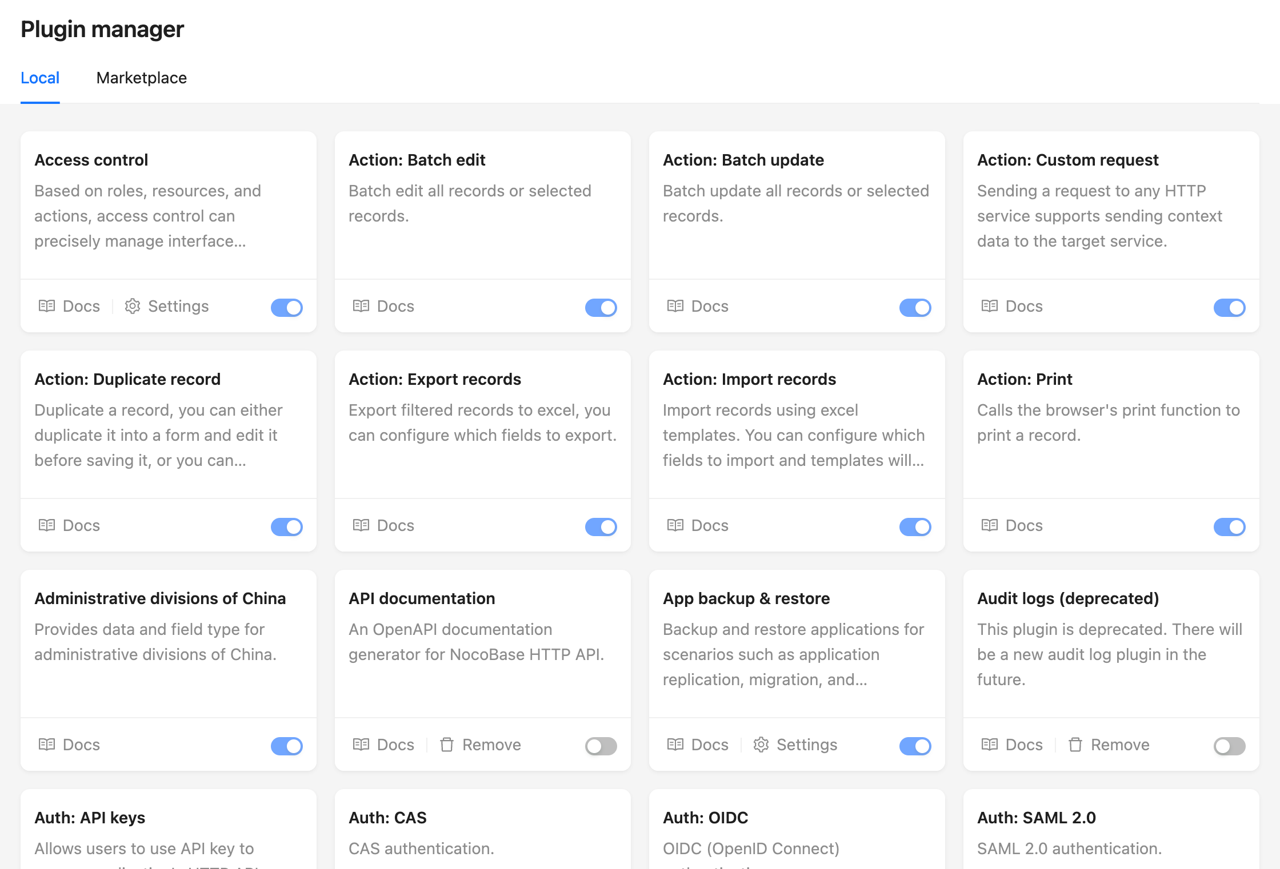 Plugin manager
Local
Marketplace
Access control
Based on roles, resources, and
actions, access control can
precisely manage interface...
Docs
Settings
Action: Batch edit
Batch edit all records or selected
records.
Docs
Action: Batch update
Batch update all records or selected
records.
Docs
Action: Custom request
Sending a request to any HTTP
service supports sending context
data to the target service.
Docs
Action: Duplicate record
Duplicate a record, you can either
duplicate it into a form and edit it
before saving it, or you can...
Docs
Action: Export records
Export filtered records to excel, you
can configure which fields to export.
Docs
Action: Import records
Import records using excel
templates. You can configure which
fields to import and templates will...
Docs
Action: Print
Calls the browser's print function to
print a record.
Docs
Administrative divisions of China
Provides data and field type for
administrative divisions of China.
Docs
API documentation
An OpenAPI documentation
generator for NocoBase HTTP API.
Docs
Remove
App backup & restore
Backup and restore applications for
scenarios such as application
replication, migration, and...
Docs
Settings
Audit logs (deprecated)
This plugin is deprecated. There will
be a new audit log plugin in the
future.
Docs
Remove
Auth: API keys
Allows users to use API key to
Auth: CAS
CAS authentication.
Auth: OIDC
OIDC (OpenID Connect)
Auth: SAML 2.0
SAML 2.0 authentication.